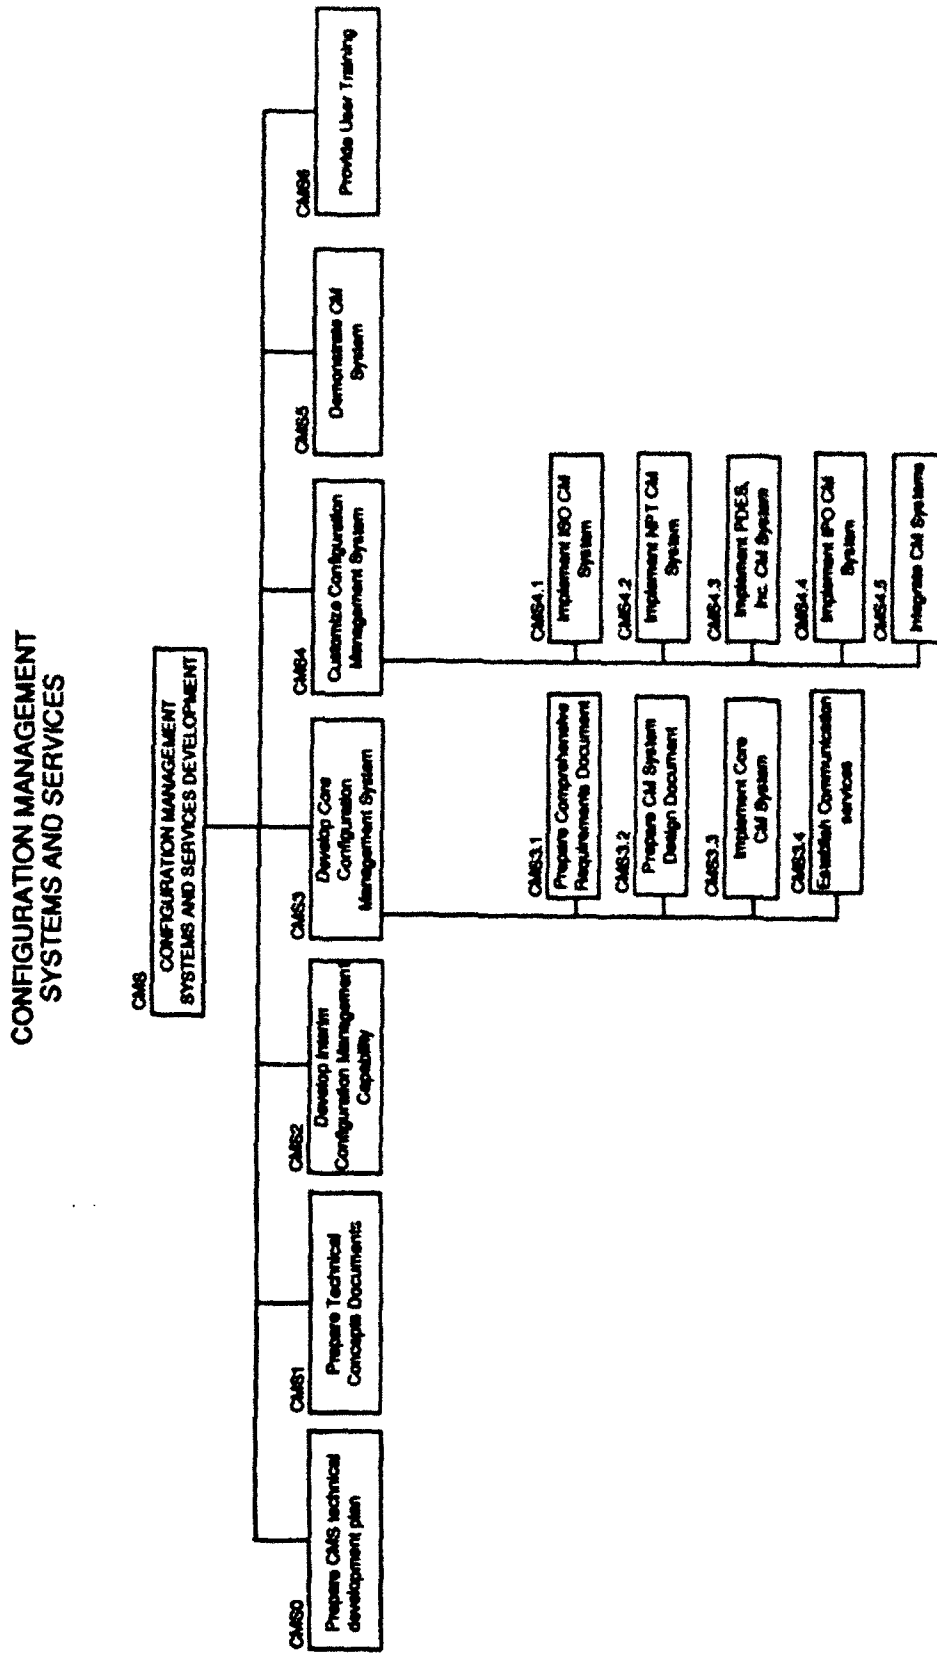 CONFIGURATION MANAGEMENT
SYSTEMS AND SERVICES
CMS
CONFIGURATION MANAGEMENT
SYSTEMS AND SERVICES DEVELOPMENT
CMS0
Prepare CMS technical
development plan
CMS1
Prepare Technical
Concepts Documents
CMS2
Develop Interim
Configuration Management
Capability
CMS3
Develop Core
Configuration
Management System
CMS4
Customize Configuration
Management System
CMS5
Demonstrate CM
System
CMS6
Provide User Training
CMS3.1
Prepare Comprehensive
Requirements Document
CMS3.2
Prepare CM System
Design Document
CMS3.3
Implement Core
CM System
CMS3.4
Establish Communication
services
CMS4.1
Implement ISO CM
System
CMS4.2
Implement NPT CM
System
CMS4.3
Implement PDES,
Inc. CM System
CMS4.4
Implement IPO CM
System
CMS4.5
Integrate CM Systems